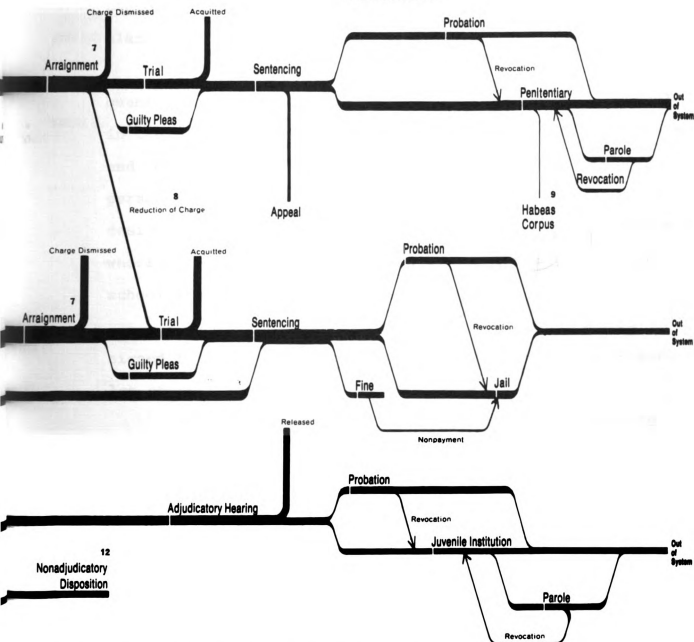 Charge Dismissed
Acquitted
Probation
7
Arraignment
Trial
Sentencing
Revocation
Guilty Pleas
Penitentiary
Out
of
System
Parole
Revocation
8
Reduction of Charge
Appeal
9
Habeas
Corpus
Charge Dismissed
Acquitted
Probation
7
Arraignment
Trial
Sentencing
Revocation
Out
of
System
Guilty Pleas
Fine
Jail
Nonpayment
Released
Probation
Adjudicatory Hearing
Revocation
Juvenile Institution
Out
of
System
12
Nonadjudicatory
Disposition
Parole
Revocation